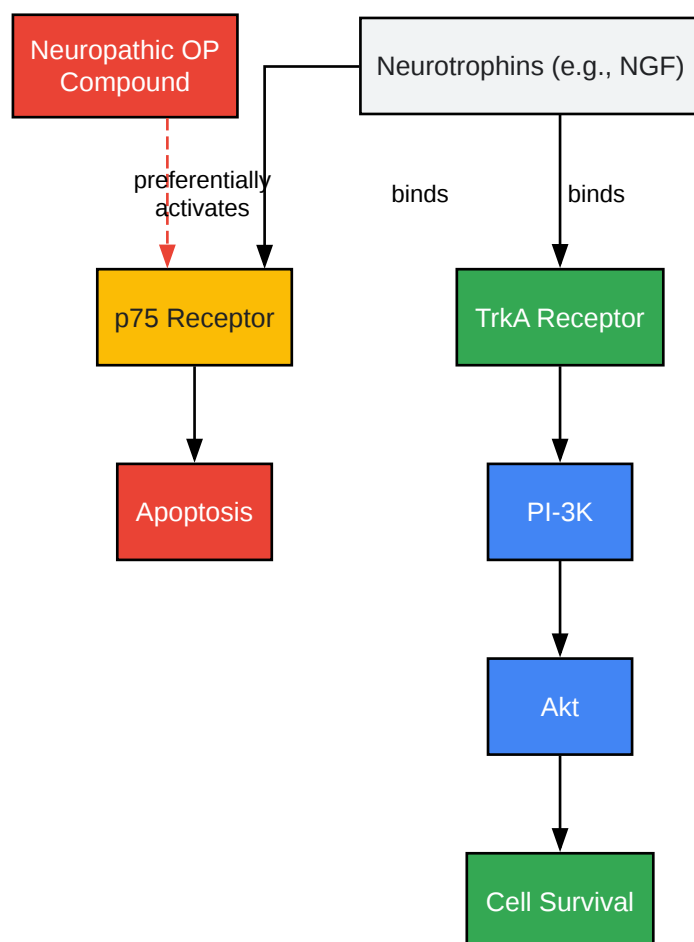 Neuropathic OP
Compound
Neurotrophins (e.g., NGF)
preferentially
activates
binds
binds
p75 Receptor
TrkA Receptor
Apoptosis
PI-3K
Akt
Cell Survival